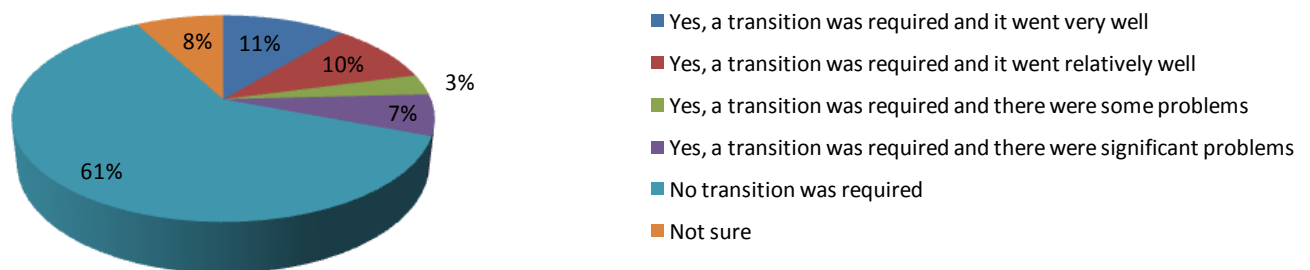 8%
11%
10%
3%
7%
61%
Yes, a transition was required and it went very well
Yes, a transition was required and it went relatively well
Yes, a transition was required and there were some problems
Yes, a transition was required and there were significant problems
No transition was required
Not sure